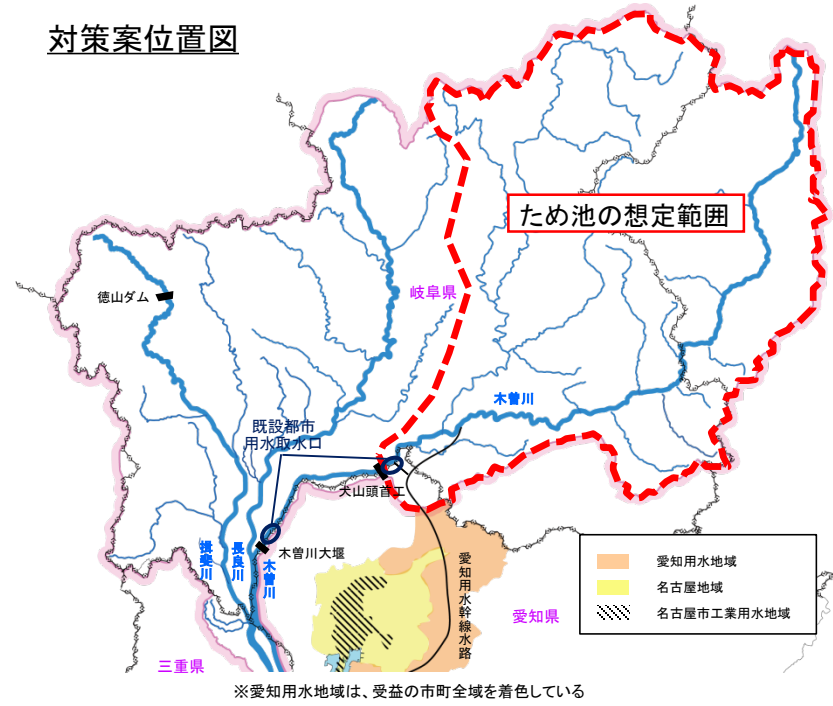 対策案位置図
ため池の想定範囲
徳山ダム
岐阜県
木曽川
既設都市
用水取水口
犬山頭首工
木曽川大堰
揖斐川
長良川
木曽川
愛知用水幹線水路
愛知県
三重県
愛知用水地域
名古屋地域
名古屋市工業用水地域
※愛知用水地域は、受益の市町全域を着色している